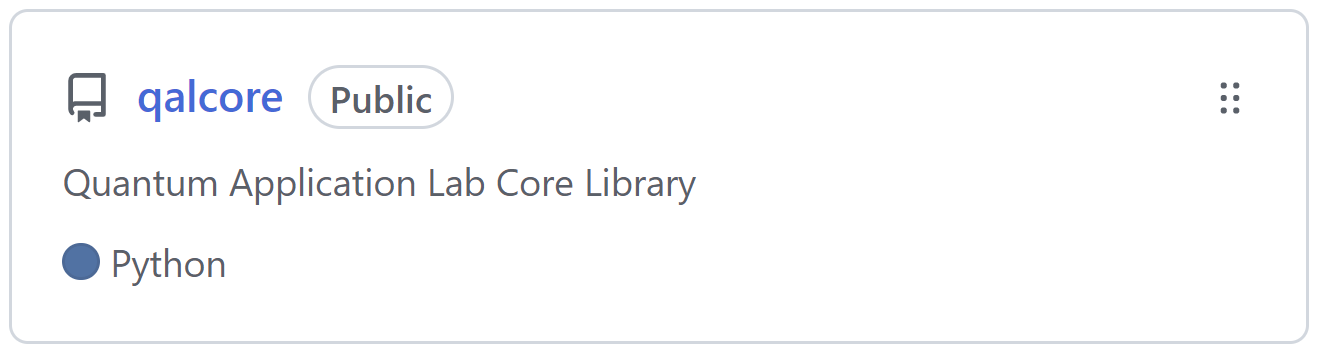 qalcore Public
Quantum Application Lab Core Library
Python